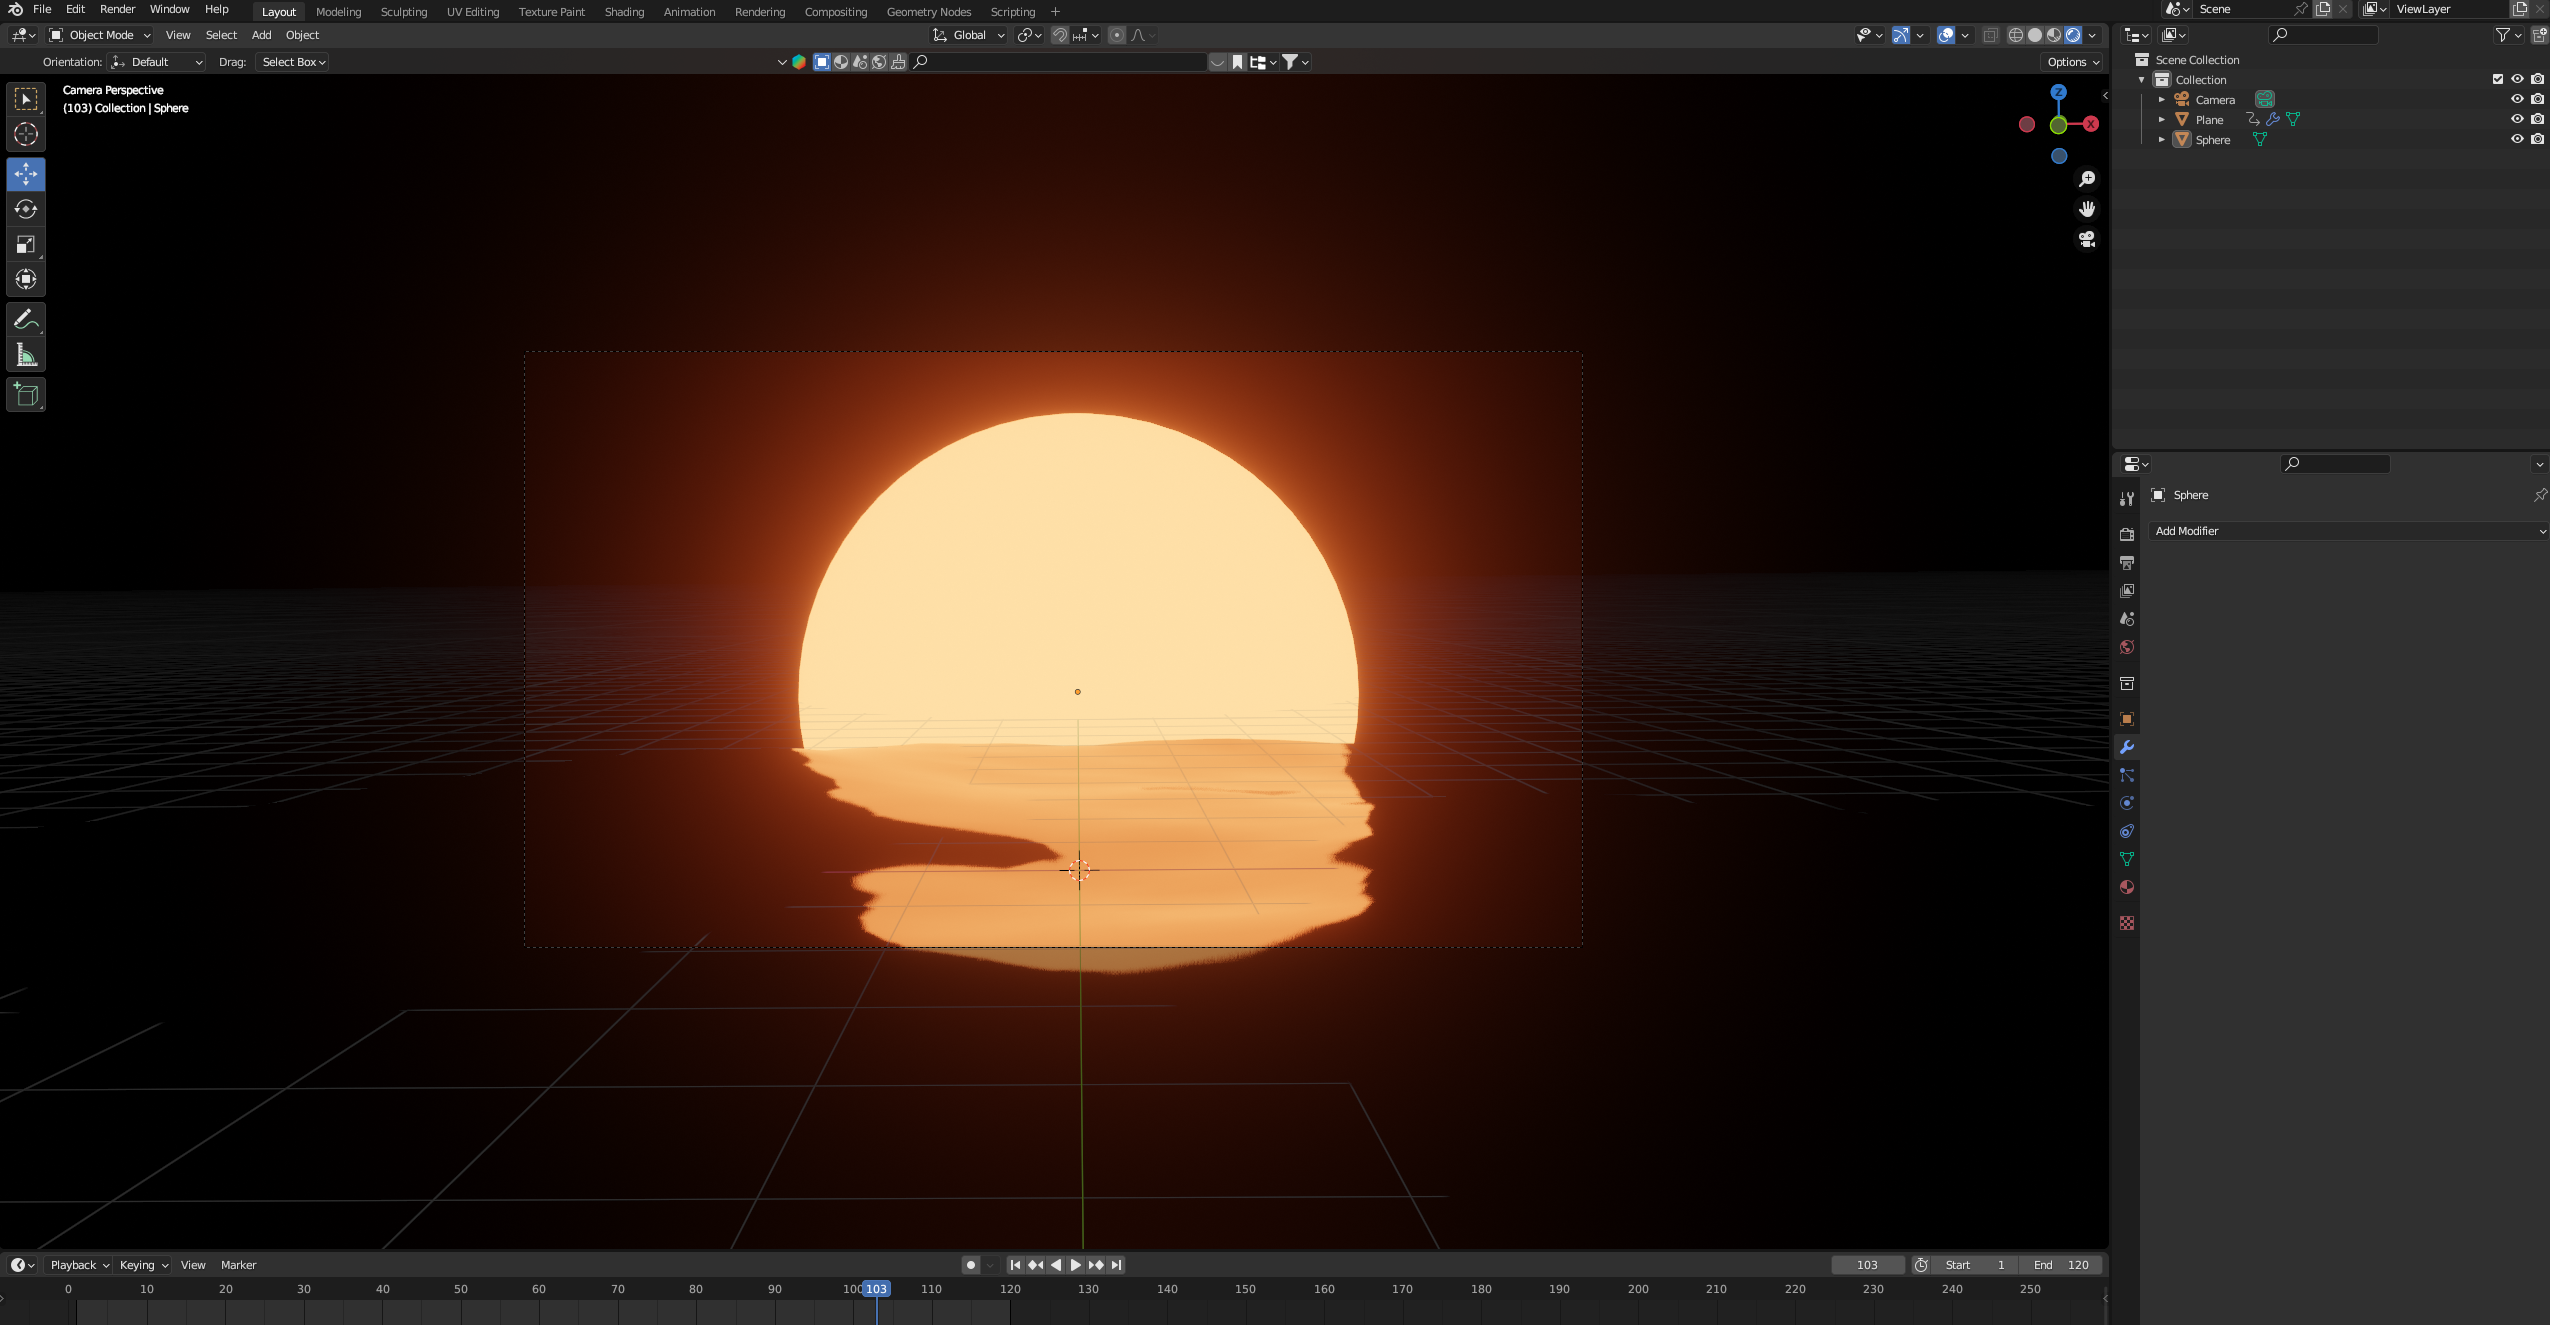 File Edit Render Window Help Layout Modeling Sculpting UV Editing Texture Paint Shading Animation Rendering Compositing Geometry Nodes Scripting + Scene ViewLayer
Object Mode View Select Add Object Global
Orientation: Default Drag: Select Box Options
Camera Perspective
(103) Collection | Sphere
Z
X
Scene Collection
Collection
Camera
Plane
Sphere
Sphere
Add Modifier
Playback Keying View Marker 103 Start 1 End 120
0 10 20 30 40 50 60 70 80 90 100 103 110 120 130 140 150 160 170 180 190 200 210 220 230 240 250